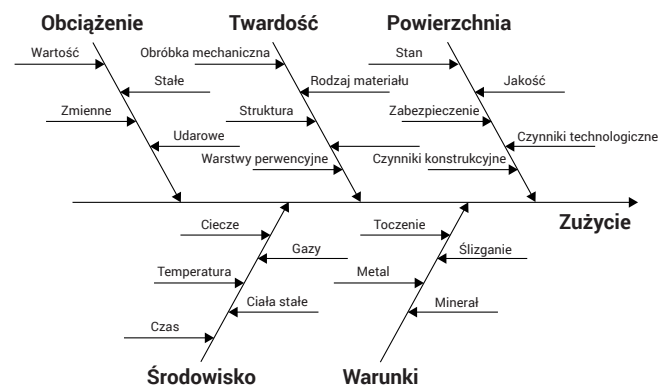 Obciążenie
Twardość
Powierzchnia
Wartość
Obróbka mechaniczna
Stan
Stałe
Rodzaj materiału
Jakość
Zmienne
Struktura
Zabezpieczenie
Udarowe
Czynniki technologiczne
Warstwy perwencyjne
Czynniki konstrukcyjne
Zużycie
Ciecze
Toczenie
Gazy
Ślizganie
Temperatura
Metal
Ciała stałe
Minerał
Czas
Środowisko
Warunki